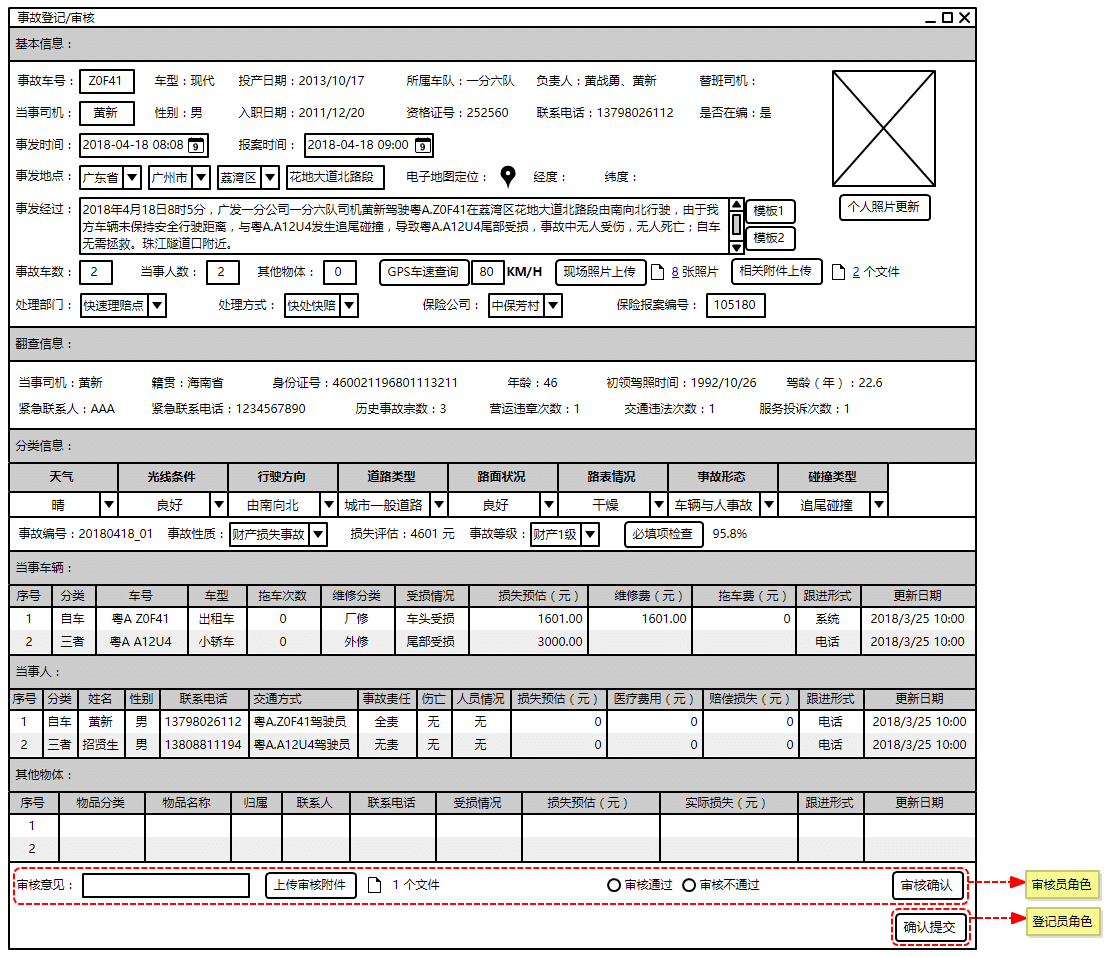 事故登记/审核
基本信息：
事故车号： Z0F41 车型：现代 投产日期：2013/10/17 所属车队：一分六队 负责人：黄战勇、黄新 替班司机：
当事司机： 黄新 性别：男 入职日期：2011/12/20 资格证号：252560 联系电话：13798026112 是否在编：是
事发时间： 2018-04-18 08:08 9 报案时间： 2018-04-18 09:00 9
事发地点： 广东省 广州市 荔湾区 花地大道北路段 电子地图定位： 经度： 纬度：
个人照片更新
事发经过： 2018年4月18日8时5分，广发一分公司一分六队司机黄新驾驶粤A.Z0F41在荔湾区花地大道北路段由南向北行驶，由于我
方车辆未保持安全行驶距离，与粤A.A12U4发生追尾碰撞，导致粤A.A12U4尾部受损，事故中无人受伤，无人死亡；自车
无需拯救。珠江隧道口附近。
模板1
模板2
事故车数： 2 当事人数： 2 其他物体： 0 GPS车速查询 80 KM/H 现场照片上传 8 张照片 相关附件上传 2 个文件
处理部门： 快速理赔点 处理方式： 快处快赔 保险公司： 中保芳村 保险报案编号： 105180
翻查信息：
当事司机：黄新 籍贯：海南省 身份证号：460021196801113211 年龄：46 初领驾照时间：1992/10/26 驾龄（年）：22.6
紧急联系人：AAA 紧急联系电话：1234567890 历史事故宗数：3 营运违章次数：1 交通违法次数：1 服务投诉次数：1
分类信息：
天气 光线条件 行驶方向 道路类型 路面状况 路表情况 事故形态 碰撞类型
晴 良好 由南向北 城市一般道路 良好 干燥 车辆与人事故 追尾碰撞
事故编号：20180418_01 事故性质： 财产损失事故 损失评估：4601 元 事故等级： 财产1级 必填项检查 95.8%
当事车辆：
序号 分类 车号 车型 拖车次数 维修分类 受损情况 损失预估（元） 维修费（元） 拖车费（元） 跟进形式 更新日期
1 自车 粤A Z0F41 出租车 0 厂修 车头受损 1601.00 1601.00 0 系统 2018/3/25 10:00
2 三者 粤A A12U4 小轿车 0 外修 尾部受损 3000.00 电话 2018/3/25 10:00
当事人：
序号 分类 姓名 性别 联系电话 交通方式 事故责任 伤亡 人员情况 损失预估（元） 医疗费用（元） 赔偿损失（元） 跟进形式 更新日期
1 自车 黄新 男 13798026112 粤A.Z0F41驾驶员 全责 无 无 0 0 0 电话 2018/3/25 10:00
2 三者 招贤生 男 13808811194 粤A.A12U4驾驶员 无责 无 无 0 0 0 电话 2018/3/25 10:00
其他物体：
序号 物品分类 物品名称 归属 联系人 联系电话 受损情况 损失预估（元） 实际损失（元） 跟进形式 更新日期
1
2
审核意见： 上传审核附件 1 个文件 审核通过 审核不通过 审核确认 审核员角色
确认提交 登记员角色